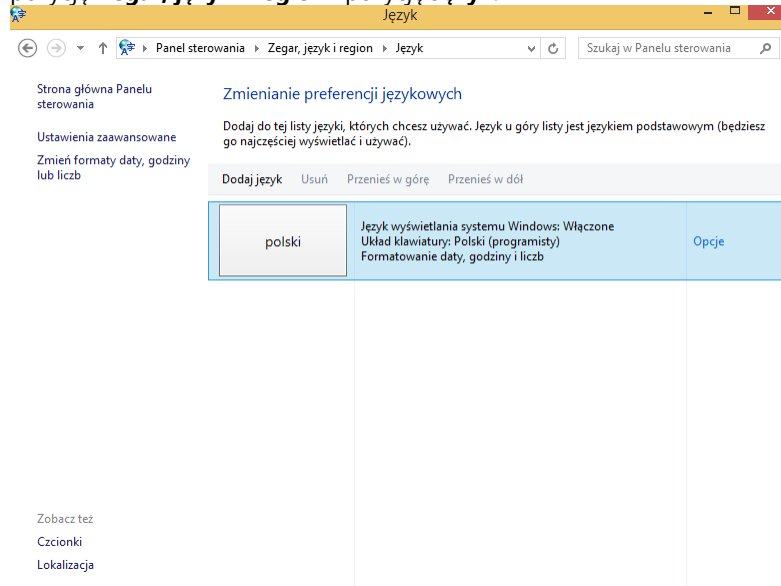 Język
Panel sterowania ▸ Zegar, język i region ▸ Język
Szukaj w Panelu sterowania
Strona główna Panelu
sterowania
Ustawienia zaawansowane
Zmień formaty daty, godziny
lub liczb
Zmienianie preferencji językowych
Dodaj do tej listy języki, których chcesz używać. Język u góry listy jest językiem podstawowym (będziesz
go najczęściej wyświetlać i używać).
Dodaj język Usuń Przenieś w górę Przenieś w dół
polski
Język wyświetlania systemu Windows: Włączone
Układ klawiatury: Polski (programisty)
Formatowanie daty, godziny i liczb
Opcje
Zobacz też
Czcionki
Lokalizacja